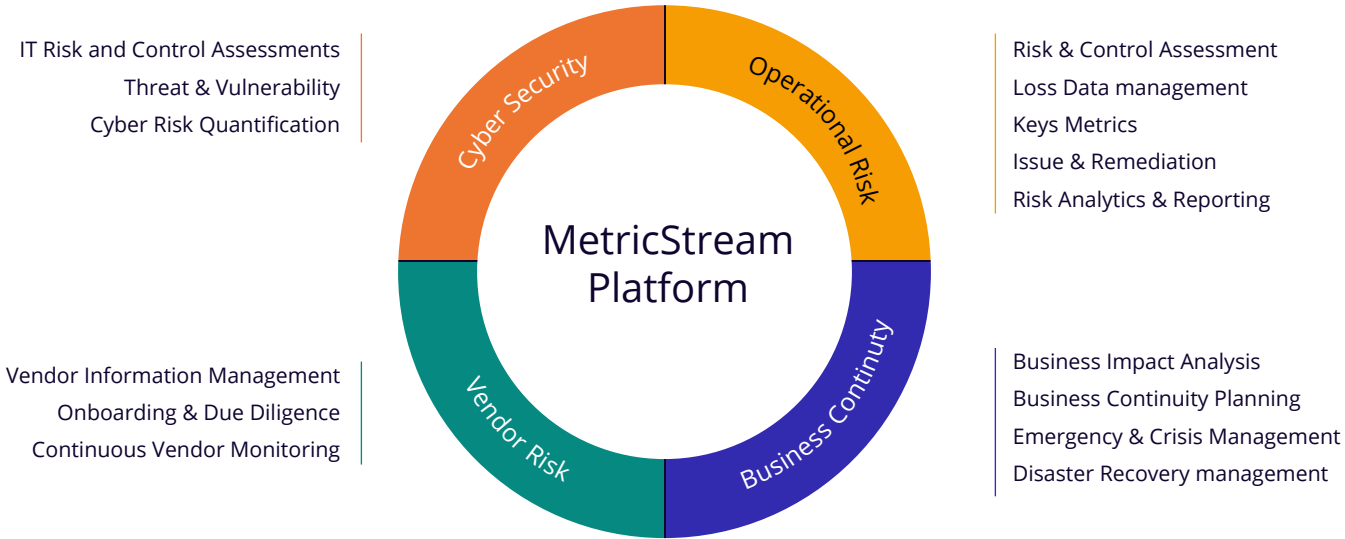 IT Risk and Control Assessments
Threat & Vulnerability
Cyber Risk Quantification
Cyber Security
Operational Risk
Risk & Control Assessment
Loss Data management
Keys Metrics
Issue & Remediation
Risk Analytics & Reporting
MetricStream
Platform
Vendor Information Management
Onboarding & Due Diligence
Continuous Vendor Monitoring
Vendor Risk
Business Continuty
Business Impact Analysis
Business Continuity Planning
Emergency & Crisis Management
Disaster Recovery management